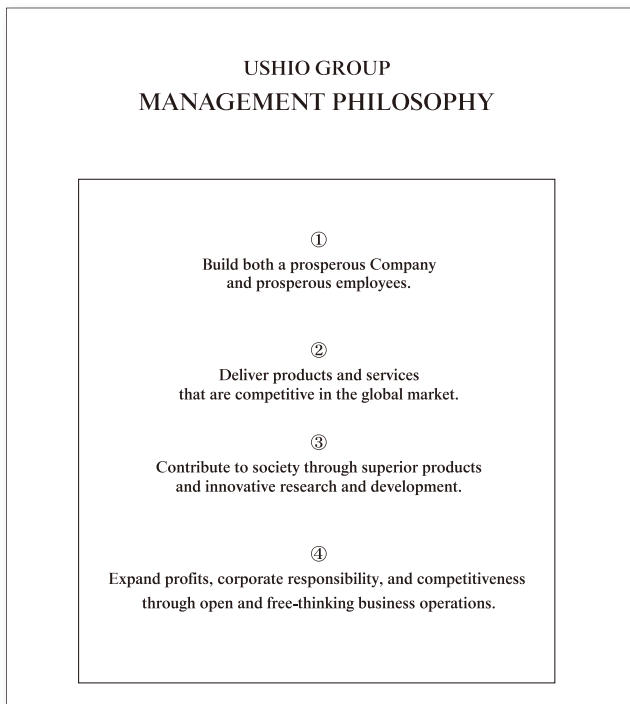 USHIO GROUP
MANAGEMENT PHILOSOPHY
①
Build both a prosperous Company
and prosperous employees.
②
Deliver products and services
that are competitive in the global market.
③
Contribute to society through superior products
and innovative research and development.
④
Expand profits, corporate responsibility, and competitiveness
through open and free-thinking business operations.